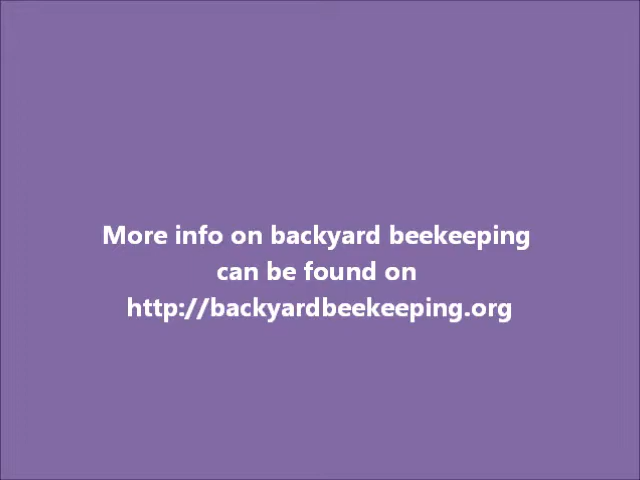 More info on backyard beekeeping
can be found on
http://backyardbeekeeping.org